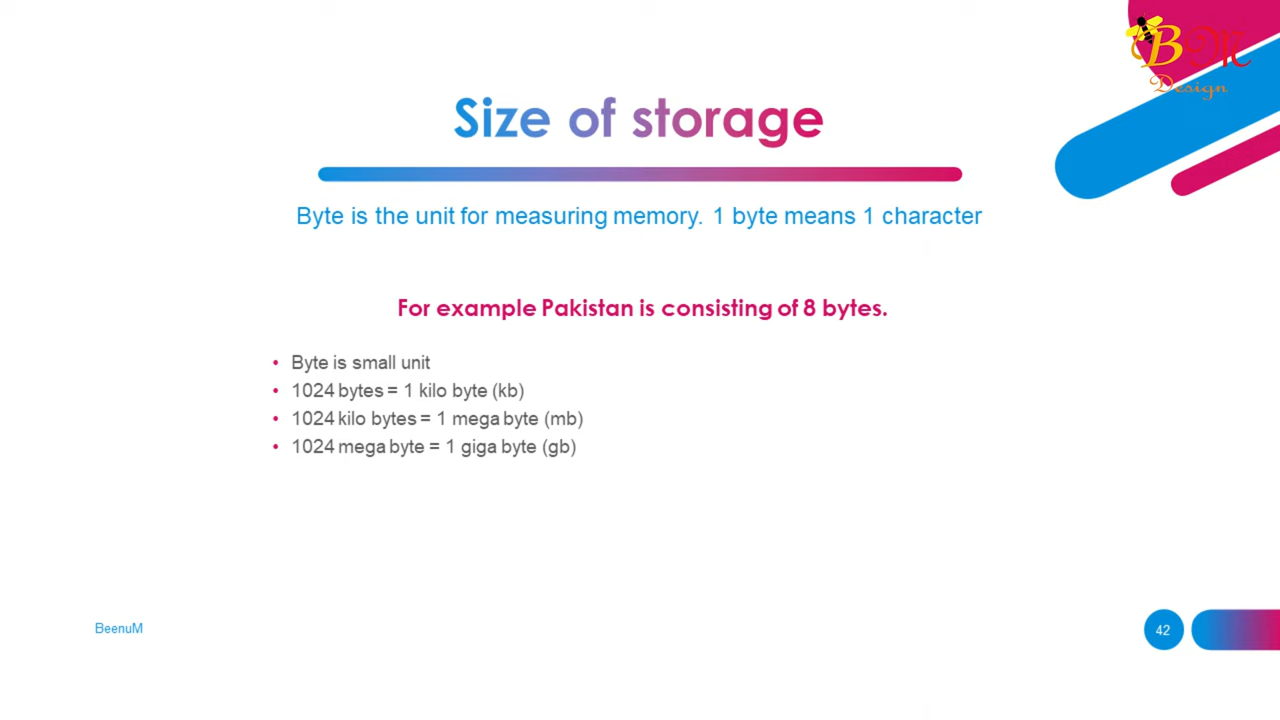 B M
Design
Size of storage
Byte is the unit for measuring memory. 1 byte means 1 character
For example Pakistan is consisting of 8 bytes.
• Byte is small unit
• 1024 bytes = 1 kilo byte (kb)
• 1024 kilo bytes = 1 mega byte (mb)
• 1024 mega byte = 1 giga byte (gb)
BeenuM
42